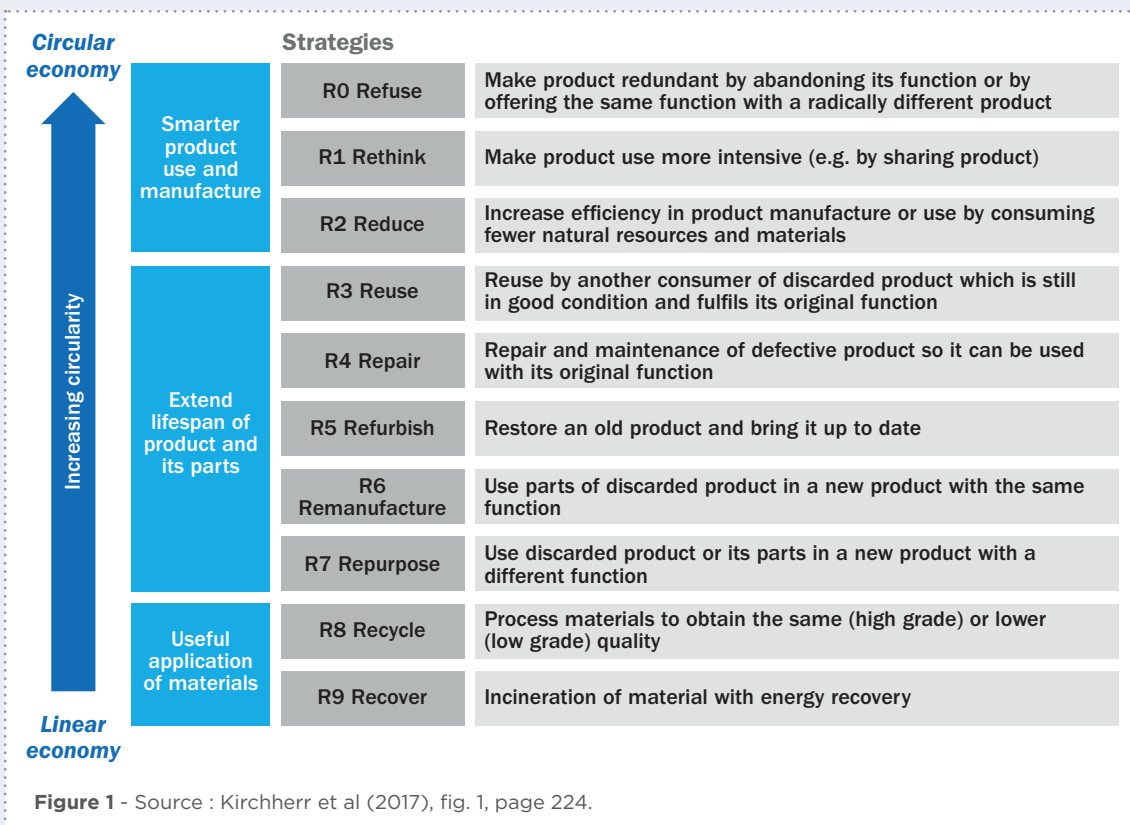 Circular
economy
Strategies
Smarter
product
use and
manufacture
R0 Refuse
Make product redundant by abandoning its function or by
offering the same function with a radically different product
R1 Rethink
Make product use more intensive (e.g. by sharing product)
R2 Reduce
Increase efficiency in product manufacture or use by consuming
fewer natural resources and materials
Increasing circularity
Extend
lifespan of
product and
its parts
R3 Reuse
Reuse by another consumer of discarded product which is still
in good condition and fulfils its original function
R4 Repair
Repair and maintenance of defective product so it can be used
with its original function
R5 Refurbish
Restore an old product and bring it up to date
R6
Remanufacture
Use parts of discarded product in a new product with the same
function
R7 Repurpose
Use discarded product or its parts in a new product with a
different function
Useful
application
of materials
R8 Recycle
Process materials to obtain the same (high grade) or lower
(low grade) quality
R9 Recover
Incineration of material with energy recovery
Linear
economy
Figure 1 - Source : Kirchherr et al (2017), fig. 1, page 224.